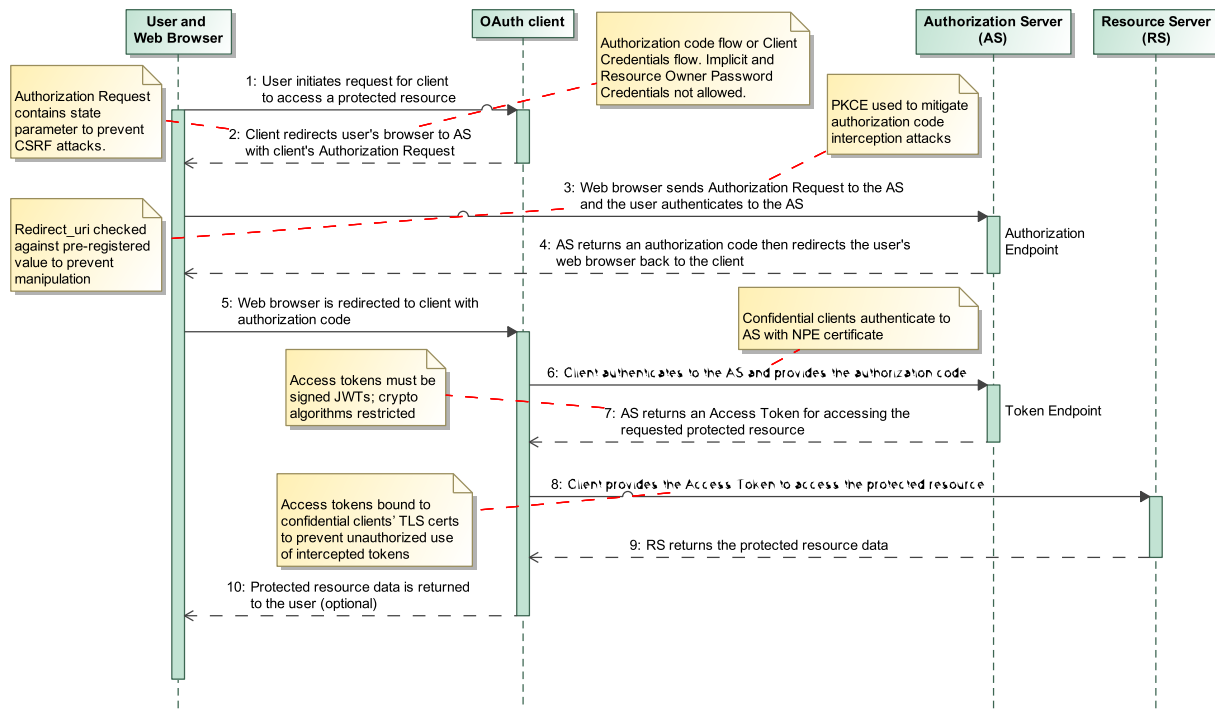 User and
Web Browser
OAuth client
Authorization Server
(AS)
Resource Server
(RS)
Authorization code flow or Client
Credentials flow. Implicit and
Resource Owner Password
Credentials not allowed.
Authorization Request
contains state
parameter to prevent
CSRF attacks.
1: User initiates request for client
to access a protected resource
PKCE used to mitigate
authorization code
interception attacks
2: Client redirects user's browser to AS
with client's Authorization Request
3: Web browser sends Authorization Request to the AS
and the user authenticates to the AS
Redirect_uri checked
against pre-registered
value to prevent
manipulation
Authorization
Endpoint
4: AS returns an authorization code then redirects the user's
web browser back to the client
5: Web browser is redirected to client with
authorization code
Confidential clients authenticate to
AS with NPE certificate
Access tokens must be
signed JWTs; crypto
algorithms restricted
6: Client authenticates to the AS and provides the authorization code
7: AS returns an Access Token for accessing the
requested protected resource
Token Endpoint
8: Client provides the Access Token to access the protected resource
Access tokens bound to
confidential clients’ TLS certs
to prevent unauthorized use
of intercepted tokens
9: RS returns the protected resource data
10: Protected resource data is returned
to the user (optional)